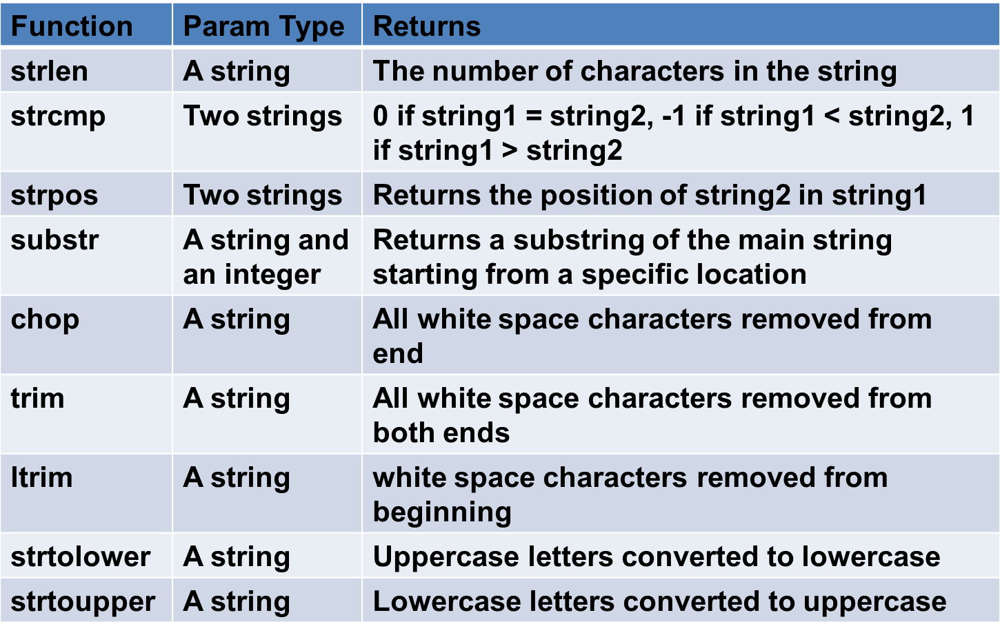 Function Param Type Returns
strlen A string The number of characters in the string
strcmp Two strings 0 if string1 = string2, -1 if string1 < string2, 1
if string1 > string2
strpos Two strings Returns the position of string2 in string1
substr A string and Returns a substring of the main string
an integer starting from a specific location
chop A string All white space characters removed from
end
trim A string All white space characters removed from
both ends
ltrim A string white space characters removed from
beginning
strtolower A string Uppercase letters converted to lowercase
strtoupper A string Lowercase letters converted to uppercase